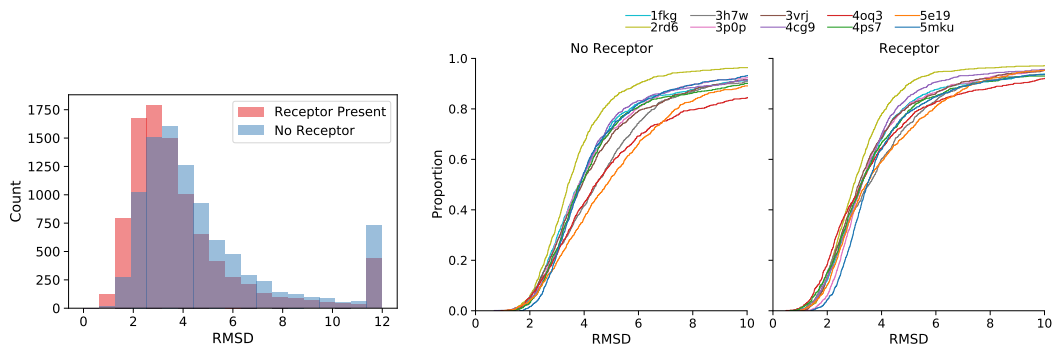 1750
1500
1250
1000
750
500
250
0
Count
0 2 4 6 8 10 12
RMSD
Receptor Present
No Receptor
1fkg 3h7w 3vrj 4oq3 5e19
2rd6 3p0p 4cg9 4ps7 5mku
No Receptor
1.0
0.8
0.6
0.4
0.2
0.0
Proportion
0 2 4 6 8 10
RMSD
Receptor
0 2 4 6 8 10
RMSD